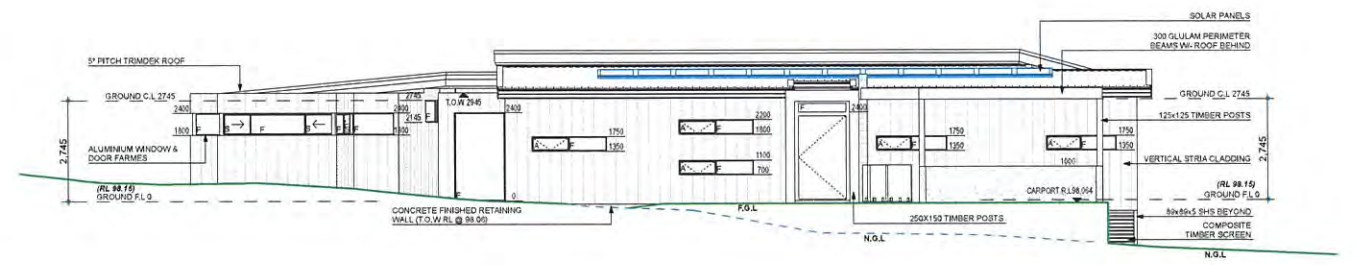 SOLAR PANELS
300 GLULAM PERIMETER
BEAMS W/- ROOF BEHIND
5° PITCH TRIMDEK ROOF
GROUND C.L 2745
2400
1800
F
S
F
S
F
F
2745
2400
2145
1800
F
T.O.W 2945
2400
F
0
A
F
1750
1350
A
F
2200
1800
A
F
1100
700
F
2400
A
F
1750
1350
1000
A
F
1750
1350
GROUND C.L 2745
125x125 TIMBER POSTS
2,745
2,745
VERTICAL STRIA CLADDING
ALUMINIUM WINDOW &
DOOR FARMES
(RL 98.15)
GROUND F.L 0
CARPORT R.L98.064
(RL 98.15)
GROUND F.L 0
CONCRETE FINISHED RETAINING
WALL (T.O.W RL @ 98.06)
F.G.L
250X150 TIMBER POSTS
89x89x5 SHS BEYOND
COMPOSITE
TIMBER SCREEN
N.G.L
N.G.L